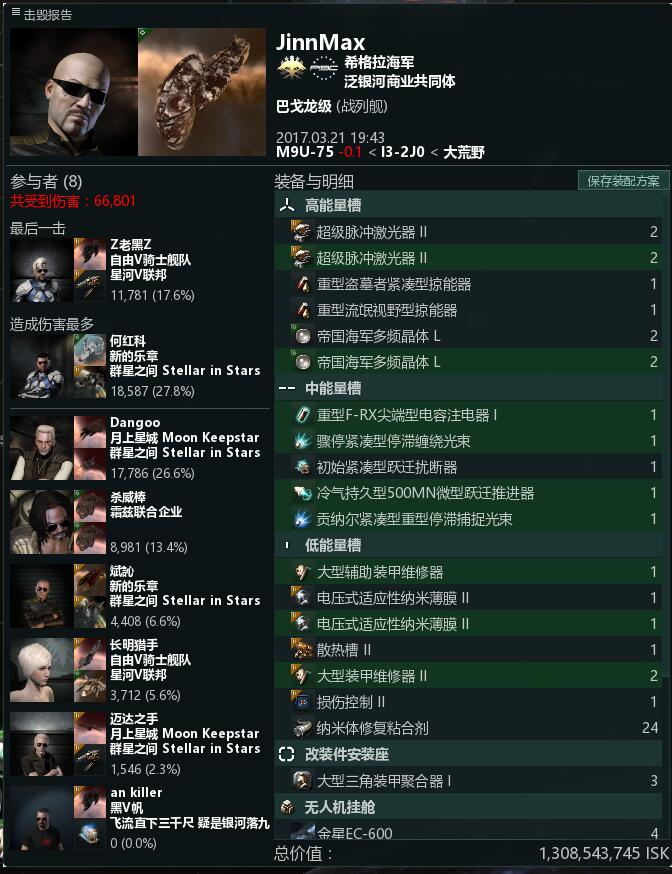 击毁报告
JinnMax
希格拉海军
泛银河商业共同体
巴戈龙级 (战列舰)
2017.03.21 19:43
M9U-75 -0.1 < I3-2J0 < 大荒野
参与者 (8)
共受到伤害：66,801
最后一击
Z老黑Z
自由V骑士舰队
星河V联邦
11,781 (17.6%)
造成伤害最多
何红科
新的乐章
群星之间 Stellar in Stars
18,587 (27.8%)
Dangoo
月上星城 Moon Keepstar
群星之间 Stellar in Stars
17,786 (26.6%)
杀威棒
霜兹联合企业
8,981 (13.4%)
斌訫
新的乐章
群星之间 Stellar in Stars
4,408 (6.6%)
长明猎手
自由V骑士舰队
星河V联邦
3,712 (5.6%)
迈达之手
月上星城 Moon Keepstar
群星之间 Stellar in Stars
1,546 (2.3%)
an killer
黑V帆
飞流直下三千尺 疑是银河落九
0 (0.0%)
装备与明细
保存装配方案
高能量槽
超级脉冲激光器 II 2
超级脉冲激光器 II 2
重型盗墓者紧凑型掠能器 1
重型流氓视野型掠能器 1
帝国海军多频晶体 L 2
帝国海军多频晶体 L 2
中能量槽
重型F-RX尖端型电容注电器 I 1
骤停紧凑型停滞缠绕光束 1
初始紧凑型跃迁扰断器 1
冷气持久型500MN微型跃迁推进器 1
贡纳尔紧凑型重型停滞捕捉光束 1
低能量槽
大型辅助装甲维修器 1
电压式适应性纳米薄膜 II 1
电压式适应性纳米薄膜 II 1
散热槽 II 1
大型装甲维修器 II 2
损伤控制 II 1
纳米体修复粘合剂 24
改装件安装座
大型三角装甲聚合器 I 3
无人机挂舱
金星EC-600 4
总价值： 1,308,543,745 ISK